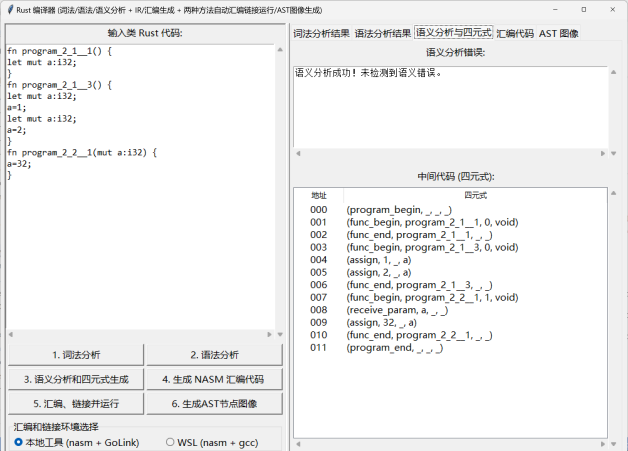 Rust 编译器 (词法/语法/语义分析 + IR/汇编生成 + 两种方法自动汇编链接运行/AST图像生成)
输入类 Rust 代码:
fn program_2_1__1() {
let mut a:i32;
}
fn program_2_1__3() {
let mut a:i32;
a=1;
let mut a:i32;
a=2;
}
fn program_2_2__1(mut a:i32) {
a=32;
}
1. 词法分析
2. 语法分析
3. 语义分析和四元式生成
4. 生成 NASM 汇编代码
5. 汇编、链接并运行
6. 生成AST节点图像
汇编和链接环境选择
本地工具 (nasm + GoLink)
WSL (nasm + gcc)
词法分析结果 语法分析结果 语义分析与四元式 汇编代码 AST 图像
语义分析错误:
语义分析成功! 未检测到语义错误。
中间代码 (四元式):
地址 四元式
000 (program_begin, _, _, _)
001 (func_begin, program_2_1__1, 0, void)
002 (func_end, program_2_1__1, _, _)
003 (func_begin, program_2_1__3, 0, void)
004 (assign, 1, _, a)
005 (assign, 2, _, a)
006 (func_end, program_2_1__3, _, _)
007 (func_begin, program_2_2__1, 1, void)
008 (receive_param, a, _, _)
009 (assign, 32, _, a)
010 (func_end, program_2_2__1, _, _)
011 (program_end, _, _, _)